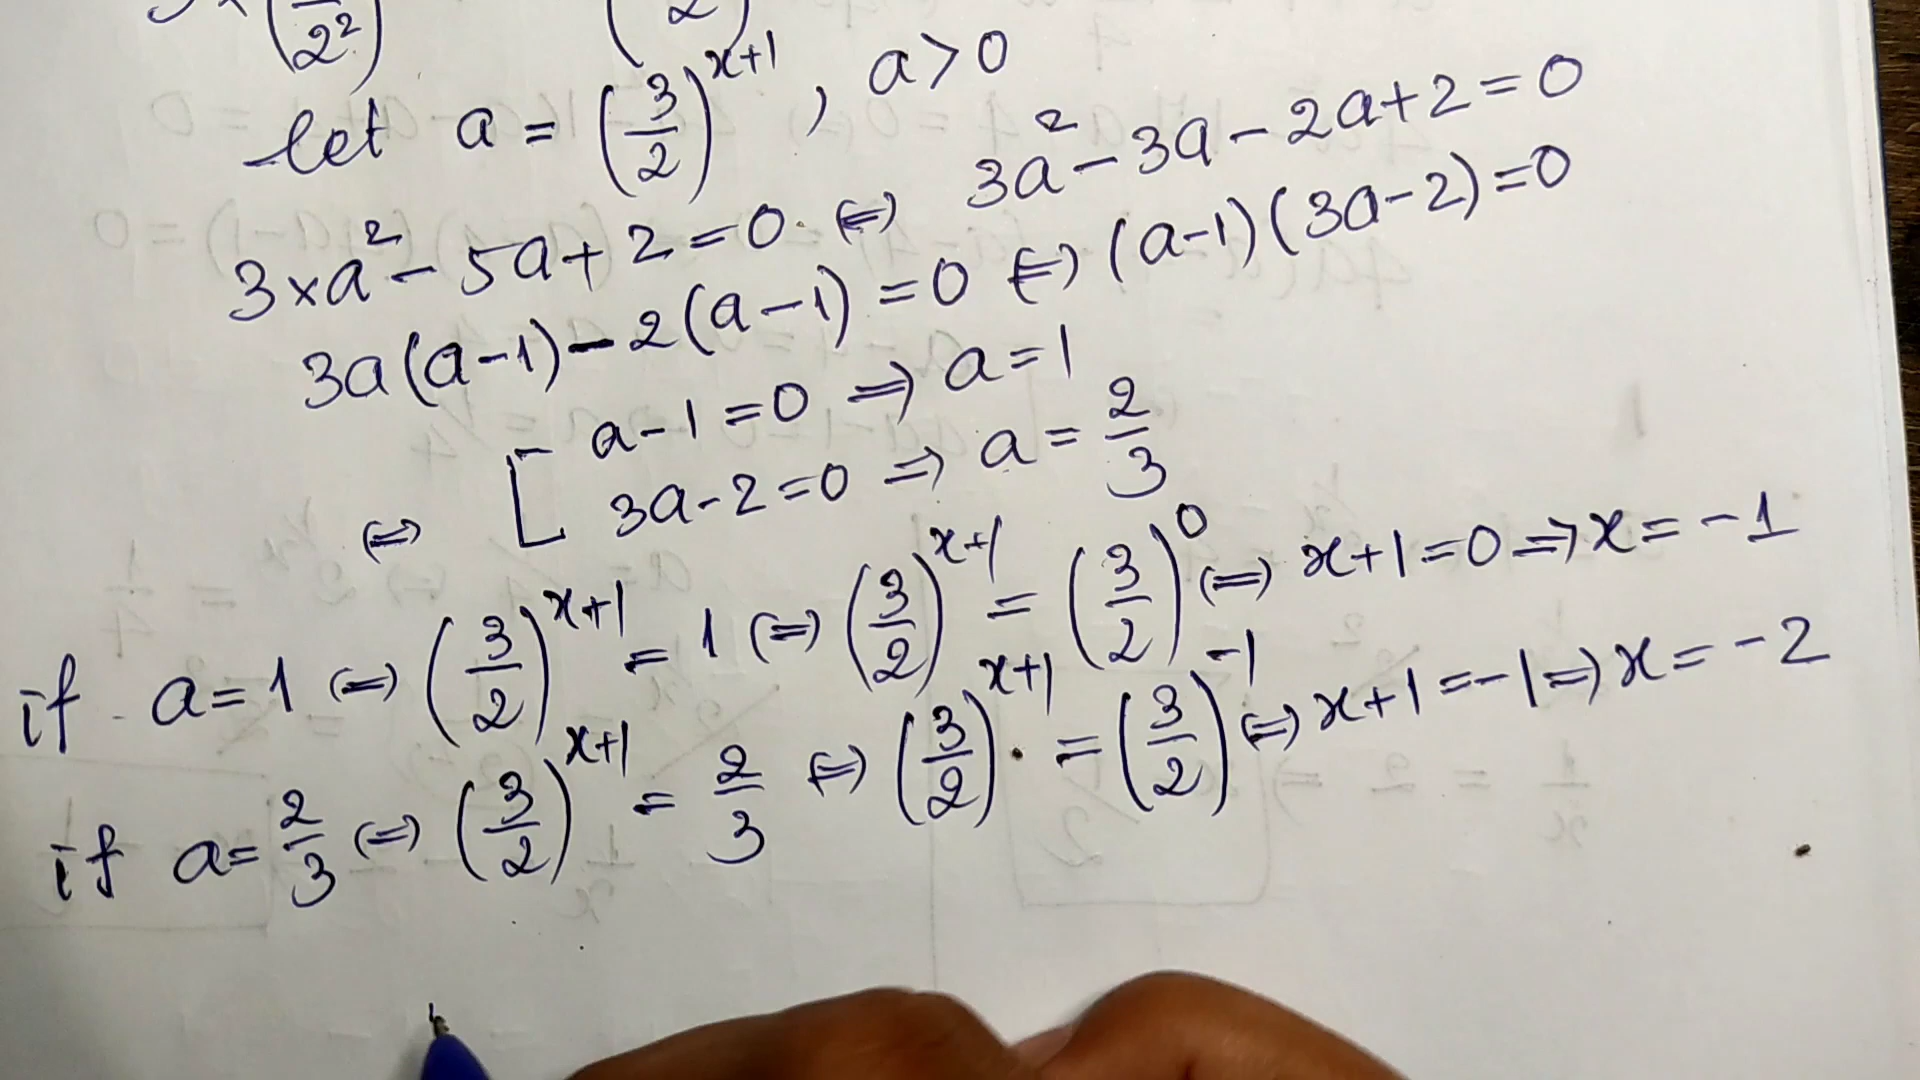 2²   2
let a = (3/2)^(x+1) , a>0
3×a² - 5a + 2 = 0 ⇔ 3a² - 3a - 2a + 2 = 0
3a(a-1) - 2(a-1) = 0 ⇔ (a-1)(3a-2) = 0
⇔ [ a-1 = 0 ⇒ a = 1
3a-2 = 0 ⇒ a = 2/3
if a = 1 ⇔ (3/2)^(x+1) = 1 ⇔ (3/2)^(x+1) = (3/2)^0 ⇔ x+1 = 0 ⇒ x = -1
if a = 2/3 ⇔ (3/2)^(x+1) = 2/3 ⇔ (3/2)^(x+1) = (3/2)^-1 ⇔ x+1 = -1 ⇒ x = -2